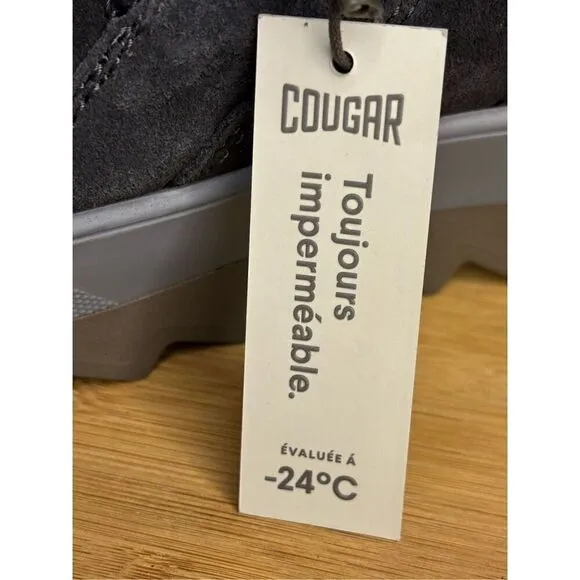 COUGAR
Toujours
imperméable.
ÉVALUÉE Á
-24°C